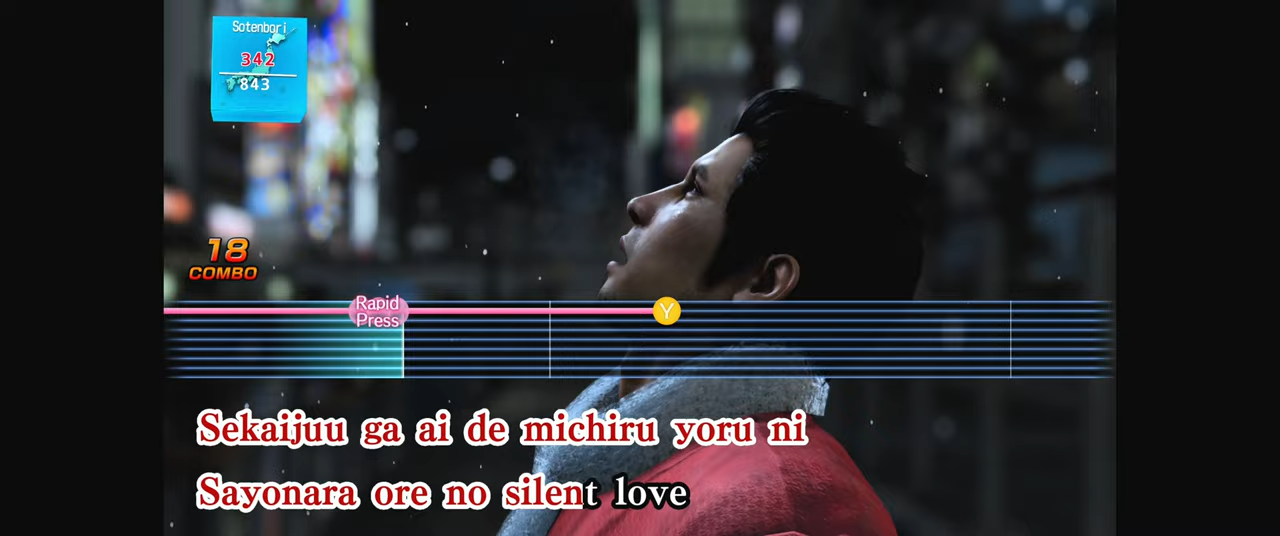 Sotenbori
342
843
18
COMBO
Rapid
Press
Y
Sekaijuu ga ai de michiru yoru ni
Sayonara ore no silent love